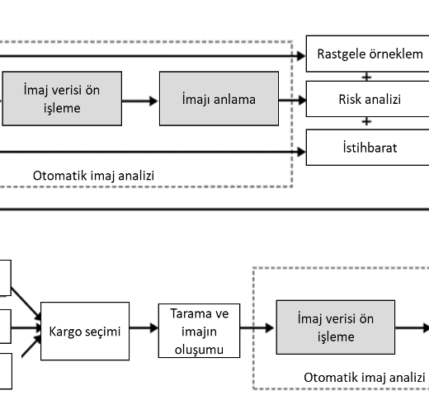 Rastgele örneklem
+
İmaj verisi ön
işleme
İmajı anlama
Risk analizi
+
İstihbarat
Otomatik imaj analizi
Kargo seçimi
Tarama ve
imajın
oluşumu
İmaj verisi ön
işleme
Otomatik imaj analizi